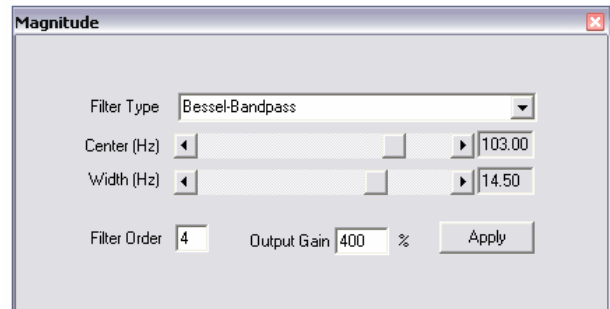 Magnitude
Filter Type Bessel-Bandpass
Center (Hz) 103.00
Width (Hz) 14.50
Filter Order 4 Output Gain 400 % Apply